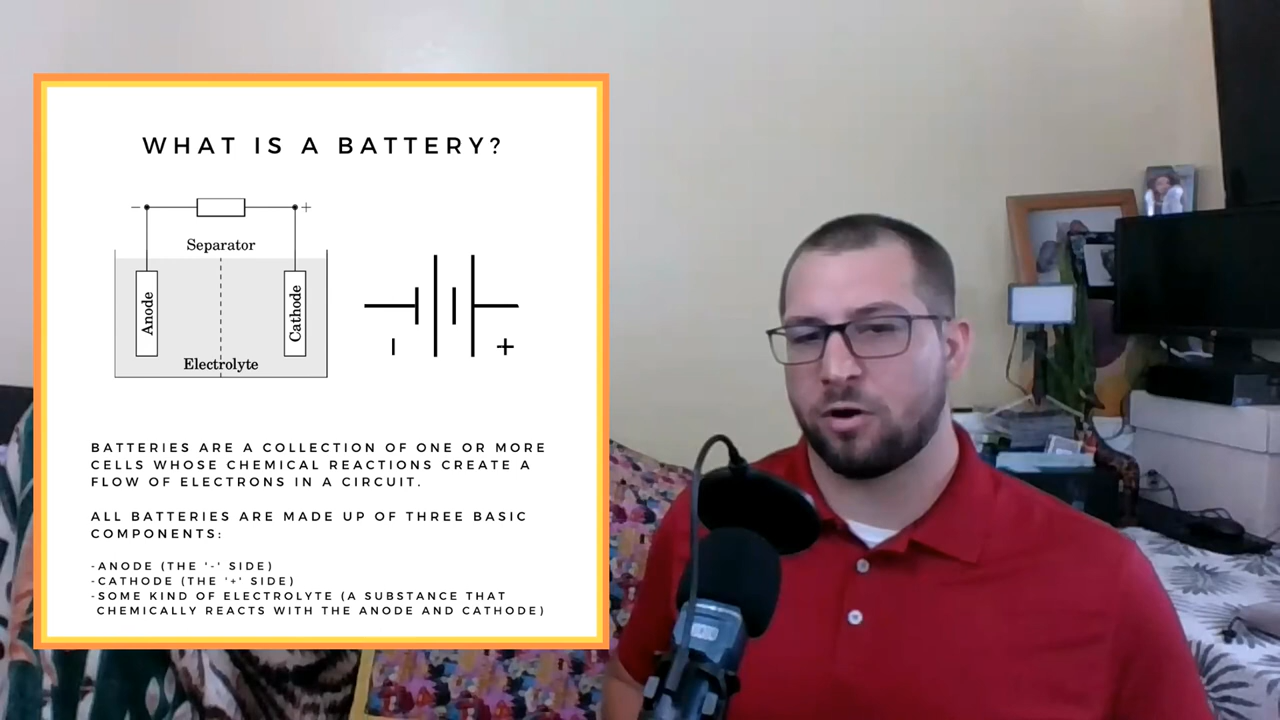 WHAT IS A BATTERY?
− +
Separator
Anode
Cathode
Electrolyte
- +
BATTERIES ARE A COLLECTION OF ONE OR MORE
CELLS WHOSE CHEMICAL REACTIONS CREATE A
FLOW OF ELECTRONS IN A CIRCUIT.
ALL BATTERIES ARE MADE UP OF THREE BASIC
COMPONENTS:
-ANODE (THE '-' SIDE)
-CATHODE (THE '+' SIDE)
-SOME KIND OF ELECTROLYTE (A SUBSTANCE THAT
CHEMICALLY REACTS WITH THE ANODE AND CATHODE)